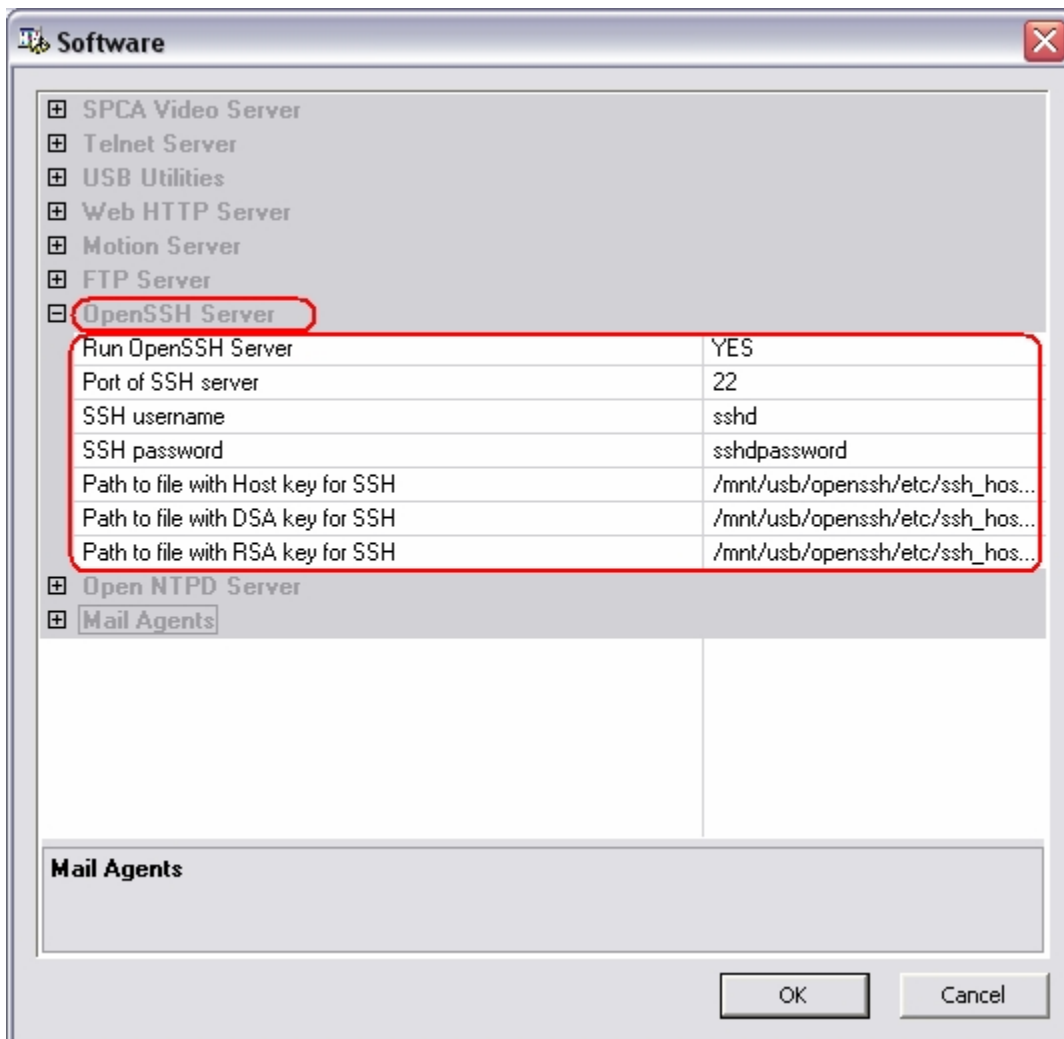 Software
SPCA Video Server
Telnet Server
USB Utilities
Web HTTP Server
Motion Server
FTP Server
OpenSSH Server
Run OpenSSH Server YES
Port of SSH server 22
SSH username sshd
SSH password sshdpassword
Path to file with Host key for SSH /mnt/usb/openssh/etc/ssh_hos...
Path to file with DSA key for SSH /mnt/usb/openssh/etc/ssh_hos...
Path to file with RSA key for SSH /mnt/usb/openssh/etc/ssh_hos...
Open NTPD Server
Mail Agents
Mail Agents
OK Cancel